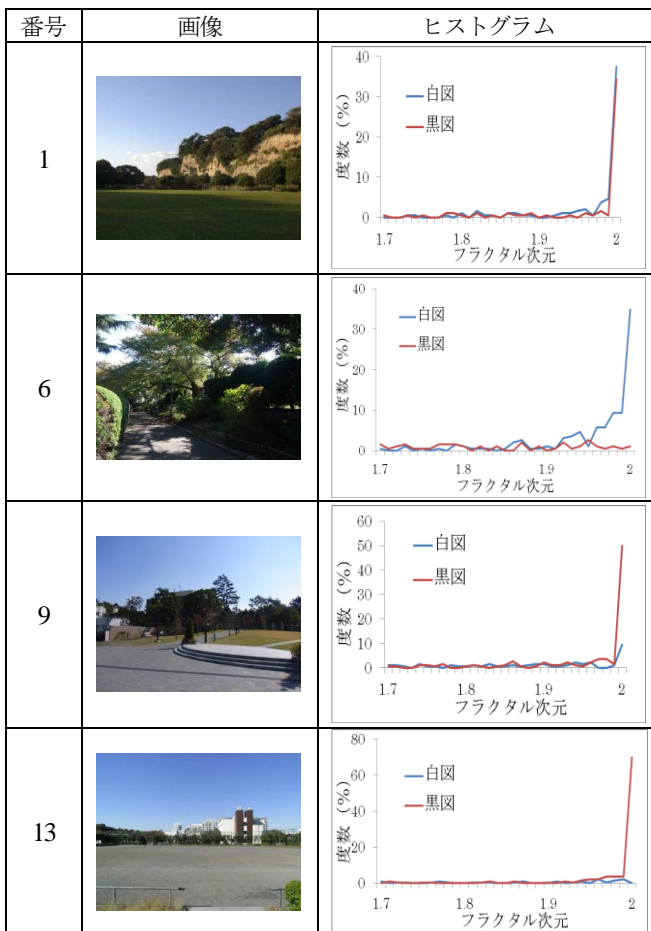 番号 画像 ヒストグラム
1
40
30
20
10
0
度数 (%)
白図
黒図
1.7 1.8 1.9 2
フラクタル次元
6
40
30
20
10
0
度数 (%)
白図
黒図
1.7 1.8 1.9 2
フラクタル次元
9
60
50
40
30
20
10
0
度数 (%)
白図
黒図
1.7 1.8 1.9 2
フラクタル次元
13
80
60
40
20
0
度数 (%)
白図
黒図
1.7 1.8 1.9 2
フラクタル次元